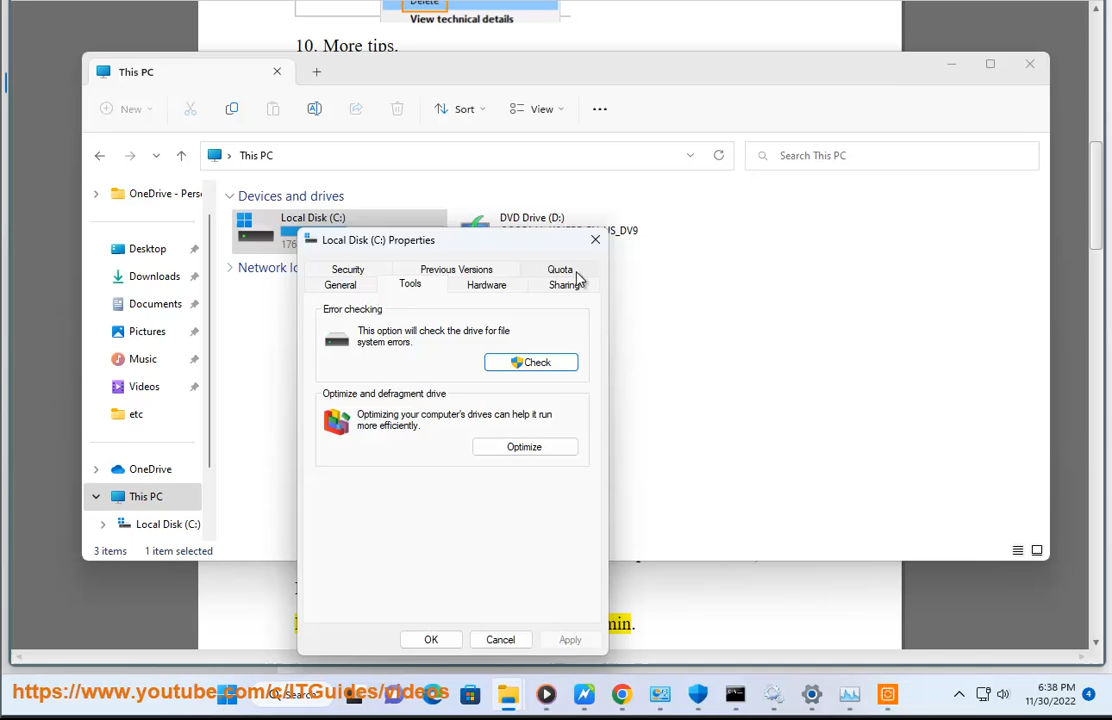 Delete
View technical details
10. More tips.
This PC
New
Sort
View
This PC
Search This PC
OneDrive - Pers
Devices and drives
Local Disk (C:)
DVD Drive (D:)
176
Desktop
Downloads
Documents
Pictures
Music
Videos
etc
OneDrive
This PC
Local Disk (C:)
3 items 1 item selected
Local Disk (C:) Properties
Security Previous Versions Quota
General Tools Hardware Sharing
Error checking
This option will check the drive for file
system errors.
Check
Optimize and defragment drive
Optimizing your computer's drives can help it run
more efficiently.
Optimize
OK Cancel Apply
min.
https://www.youtube.com/c/ITGuides/videos
6:38 PM
11/30/2022
4